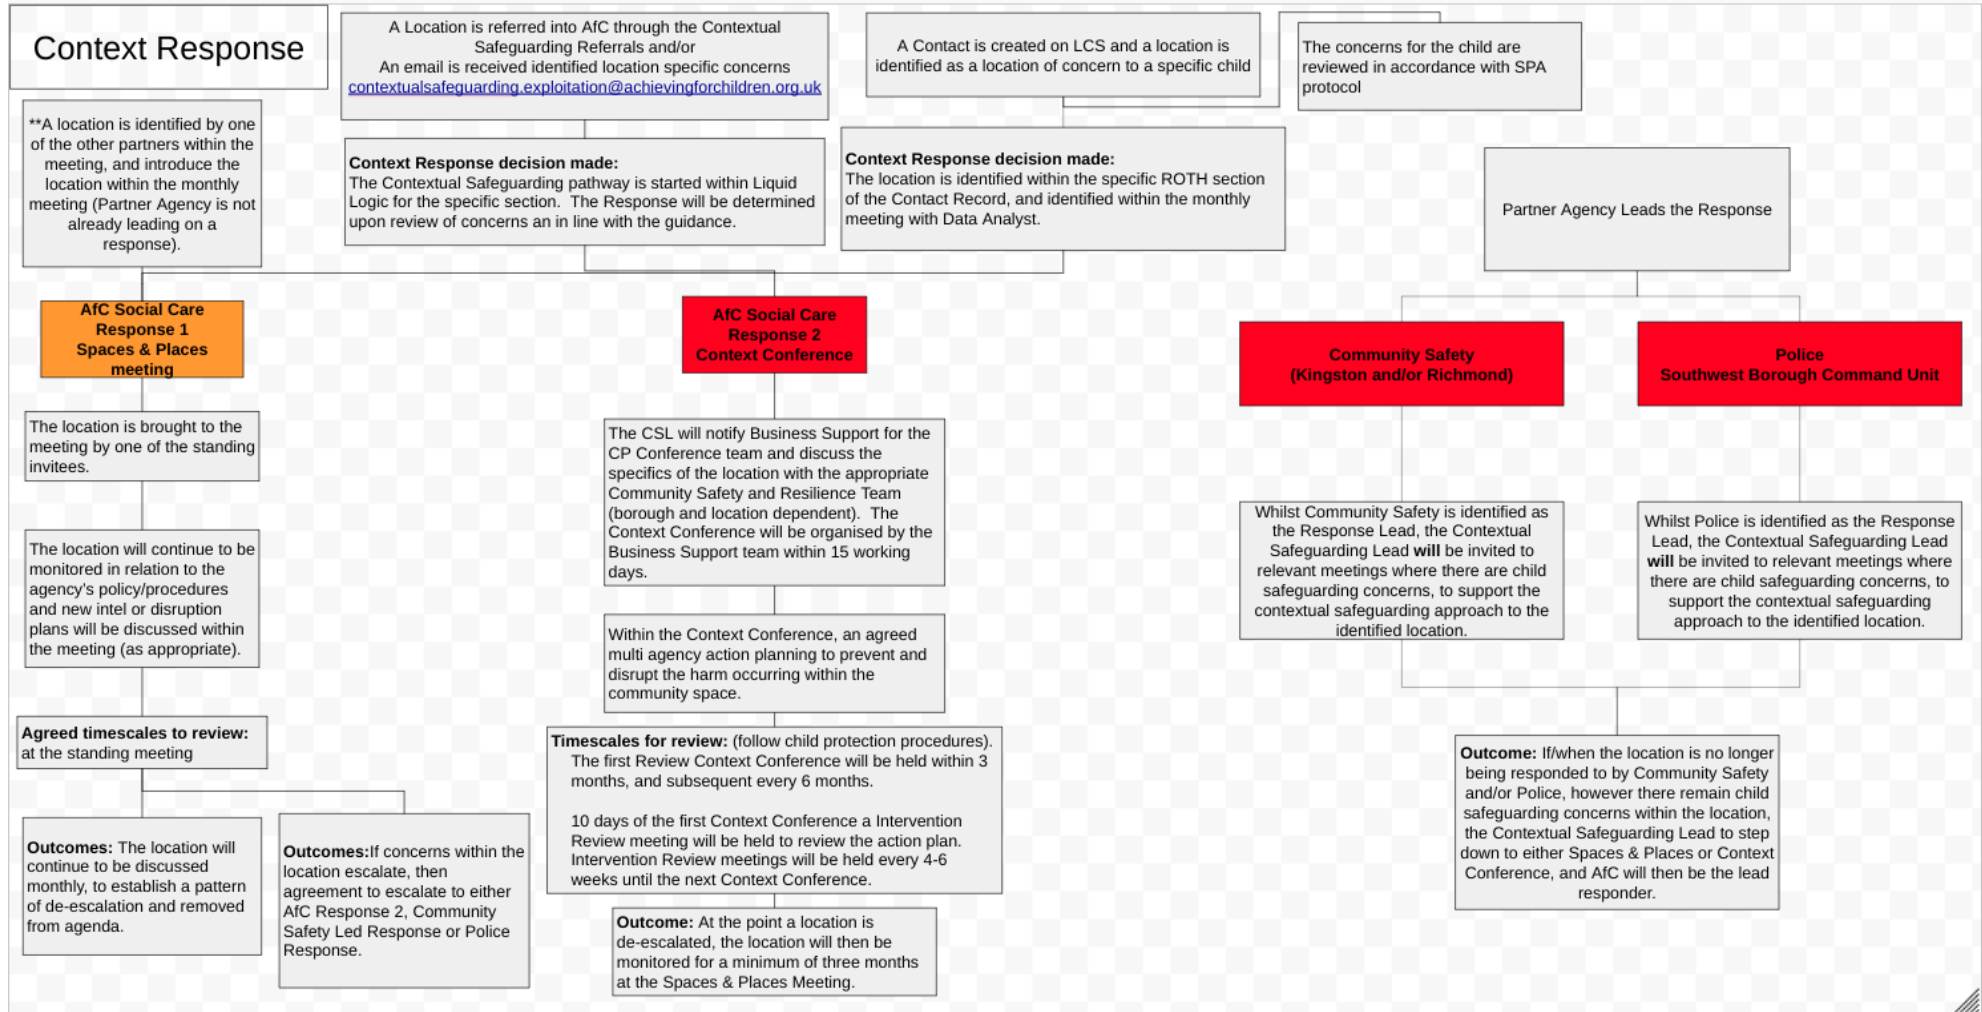 Context Response
A Location is referred into AfC through the Contextual
Safeguarding Referrals and/or
An email is received identified location specific concerns
contextualsafeguarding.exploitation@achievingforchildren.org.uk
A Contact is created on LCS and a location is
identified as a location of concern to a specific child
The concerns for the child are
reviewed in accordance with SPA
protocol
**A location is identified by one
of the other partners within the
meeting, and introduce the
location within the monthly
meeting (Partner Agency is not
already leading on a
response).
Context Response decision made:
The Contextual Safeguarding pathway is started within Liquid
Logic for the specific section.  The Response will be determined
upon review of concerns an in line with the guidance.
Context Response decision made:
The location is identified within the specific ROTH section
of the Contact Record, and identified within the monthly
meeting with Data Analyst.
Partner Agency Leads the Response
AfC Social Care
Response 1
Spaces & Places
meeting
AfC Social Care
Response 2
Context Conference
Community Safety
(Kingston and/or Richmond)
Police
Southwest Borough Command Unit
The location is brought to the
meeting by one of the standing
invitees.
The location will continue to be
monitored in relation to the
agency's policy/procedures
and new intel or disruption
plans will be discussed within
the meeting (as appropriate).
Agreed timescales to review:
at the standing meeting
Outcomes: The location will
continue to be discussed
monthly, to establish a pattern
of de-escalation and removed
from agenda.
Outcomes:If concerns within the
location escalate, then
agreement to escalate to either
AfC Response 2, Community
Safety Led Response or Police
Response.
The CSL will notify Business Support for the
CP Conference team and discuss the
specifics of the location with the appropriate
Community Safety and Resilience Team
(borough and location dependent).  The
Context Conference will be organised by the
Business Support team within 15 working
days.
Within the Context Conference, an agreed
multi agency action planning to prevent and
disrupt the harm occurring within the
community space.
Timescales for review: (follow child protection procedures).
The first Review Context Conference will be held within 3
months, and subsequent every 6 months.
10 days of the first Context Conference a Intervention
Review meeting will be held to review the action plan.
Intervention Review meetings will be held every 4-6
weeks until the next Context Conference.
Outcome: At the point a location is
de-escalated, the location will then be
monitored for a minimum of three months
at the Spaces & Places Meeting.
Whilst Community Safety is identified as
the Response Lead, the Contextual
Safeguarding Lead will be invited to
relevant meetings where there are child
safeguarding concerns, to support the
contextual safeguarding approach to the
identified location.
Whilst Police is identified as the Response
Lead, the Contextual Safeguarding Lead
will be invited to relevant meetings where
there are child safeguarding concerns, to
support the contextual safeguarding
approach to the identified location.
Outcome: If/when the location is no longer
being responded to by Community Safety
and/or Police, however there remain child
safeguarding concerns within the location,
the Contextual Safeguarding Lead to step
down to either Spaces & Places or Context
Conference, and AfC will then be the lead
responder.